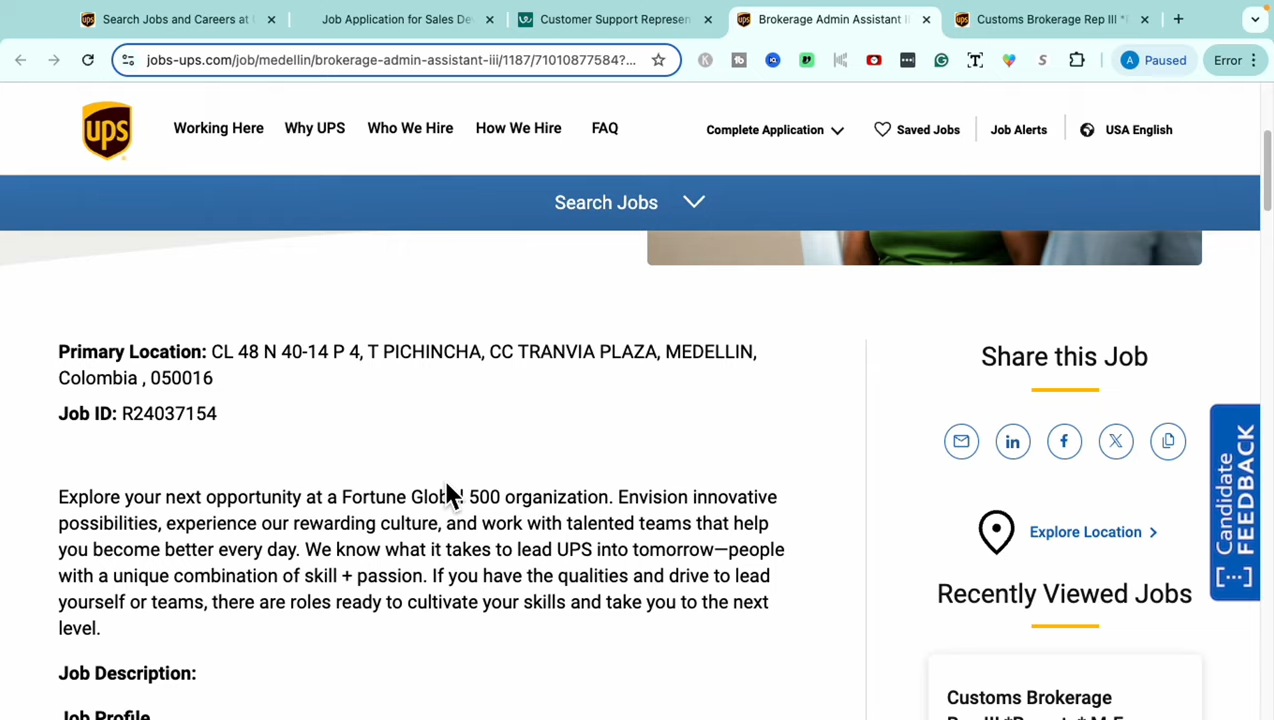 Search Jobs and Careers at
Job Application for Sales De
Customer Support Represen
Brokerage Admin Assistant
Customs Brokerage Rep III *
jobs-ups.com/job/medellin/brokerage-admin-assistant-iii/1187/71010877584?...
A Paused
Error
ups
Working Here
Why UPS
Who We Hire
How We Hire
FAQ
Complete Application
Saved Jobs
Job Alerts
USA English
Search Jobs
Primary Location: CL 48 N 40-14 P 4, T PICHINCHA, CC TRANVIA PLAZA, MEDELLIN,
Colombia , 050016
Job ID: R24037154
Explore your next opportunity at a Fortune Global 500 organization. Envision innovative
possibilities, experience our rewarding culture, and work with talented teams that help
you become better every day. We know what it takes to lead UPS into tomorrow—people
with a unique combination of skill + passion. If you have the qualities and drive to lead
yourself or teams, there are roles ready to cultivate your skills and take you to the next
level.
Job Description:
Job Profile
Share this Job
Explore Location
Recently Viewed Jobs
Customs Brokerage
Candidate
FEEDBACK
[...]